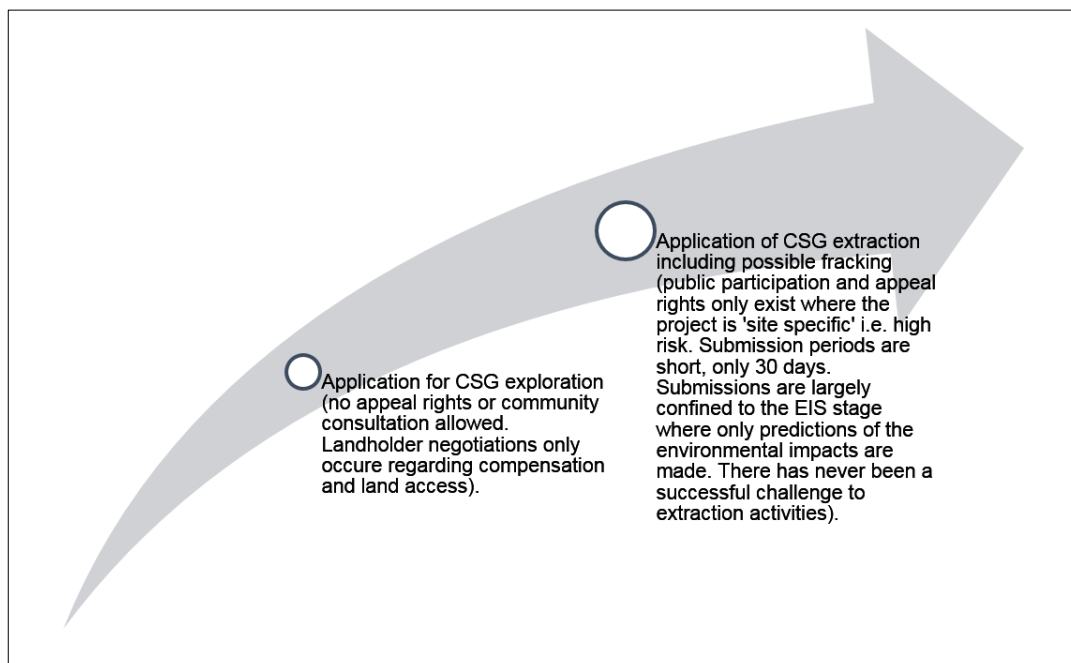 Application for CSG exploration
(no appeal rights or community
consultation allowed.
Landholder negotiations only
occure regarding compensation
and land access).
Application of CSG extraction
including possible fracking
(public participation and appeal
rights only exist where the
project is 'site specific' i.e. high
risk. Submission periods are
short, only 30 days.
Submissions are largely
confined to the EIS stage
where only predictions of the
environmental impacts are
made. There has never been a
successful challenge to
extraction activities).